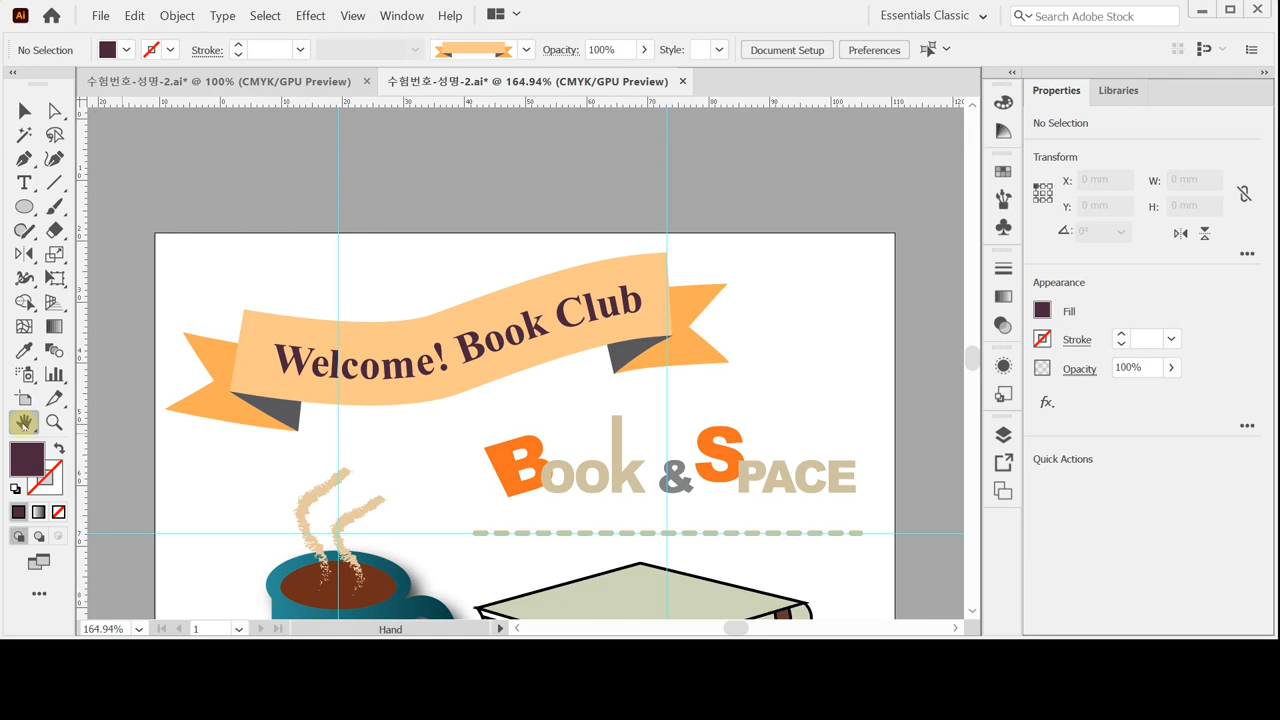 File Edit Object Type Select Effect View Window Help Essentials Classic Search Adobe Stock
No Selection Stroke: Opacity: 100% Style: Document Setup Preferences
수험번호-성명-2.ai* @ 100% (CMYK/GPU Preview) 수험번호-성명-2.ai* @ 164.94% (CMYK/GPU Preview)
Properties Libraries
No Selection
Transform
X: 0 mm W: 0 mm
Y: 0 mm H: 0 mm
0°
Appearance
Fill
Stroke
Opacity 100%
fx.
Quick Actions
Welcome! Book Club
Book & SPACE
164.94% 1 Hand